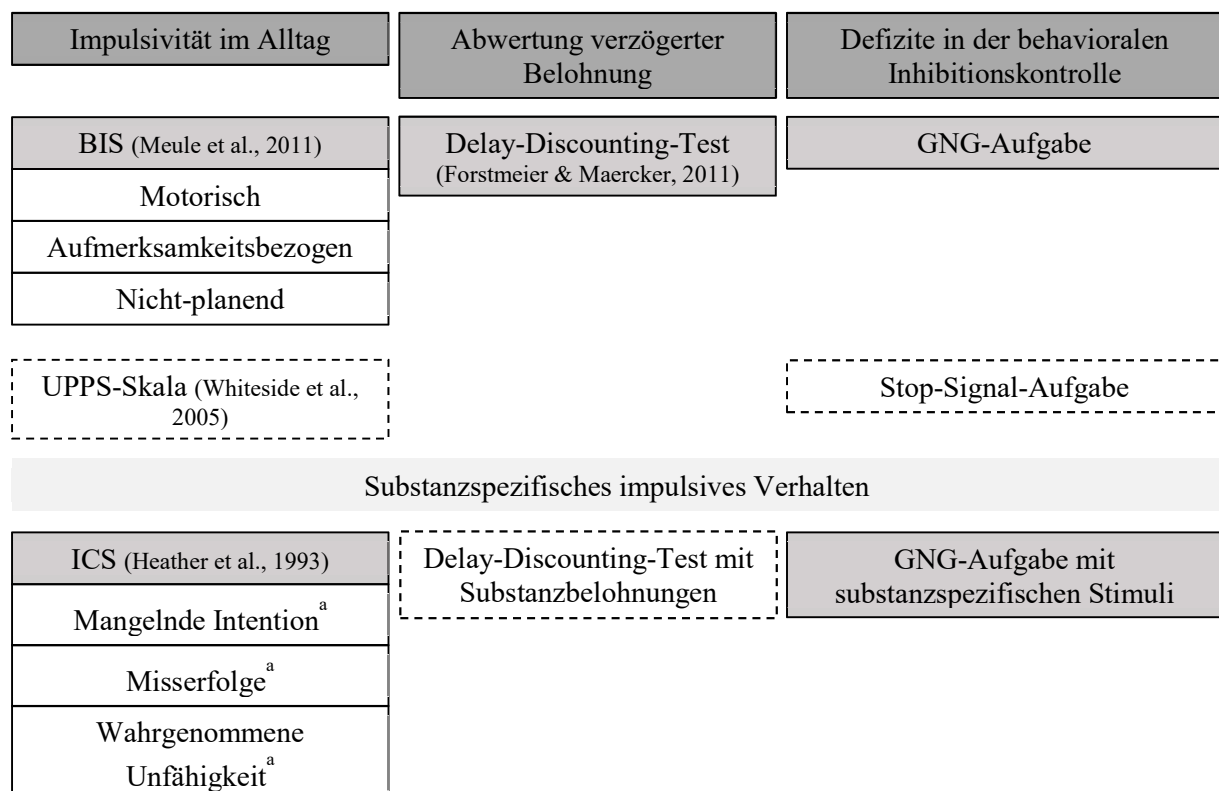 Impulsivität im Alltag
Abwertung verzögerter
Belohnung
Defizite in der behavioralen
Inhibitionskontrolle
BIS (Meule et al., 2011)
Motorisch
Aufmerksamkeitsbezogen
Nicht-planend
Delay-Discounting-Test
(Forstmeier & Maercker, 2011)
GNG-Aufgabe
UPPS-Skala (Whiteside et al.,
2005)
Stop-Signal-Aufgabe
Substanzspezifisches impulsives Verhalten
ICS (Heather et al., 1993)
Mangelnde Intention a
Misserfolge a
Wahrgenommene
Unfähigkeit a
Delay-Discounting-Test mit
Substanzbelohnungen
GNG-Aufgabe mit
substanzspezifischen Stimuli